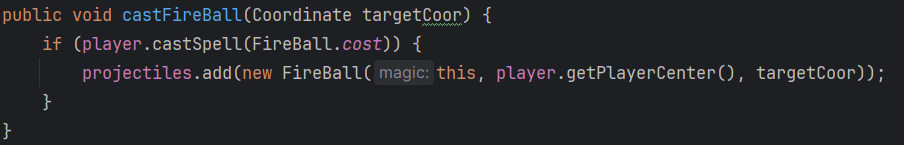 public void castFireBall(Coordinate targetCoor) {
    if (player.castSpell(FireBall.cost)) {
        projectiles.add(new FireBall( magic: this, player.getPlayerCenter(), targetCoor));
    }
}